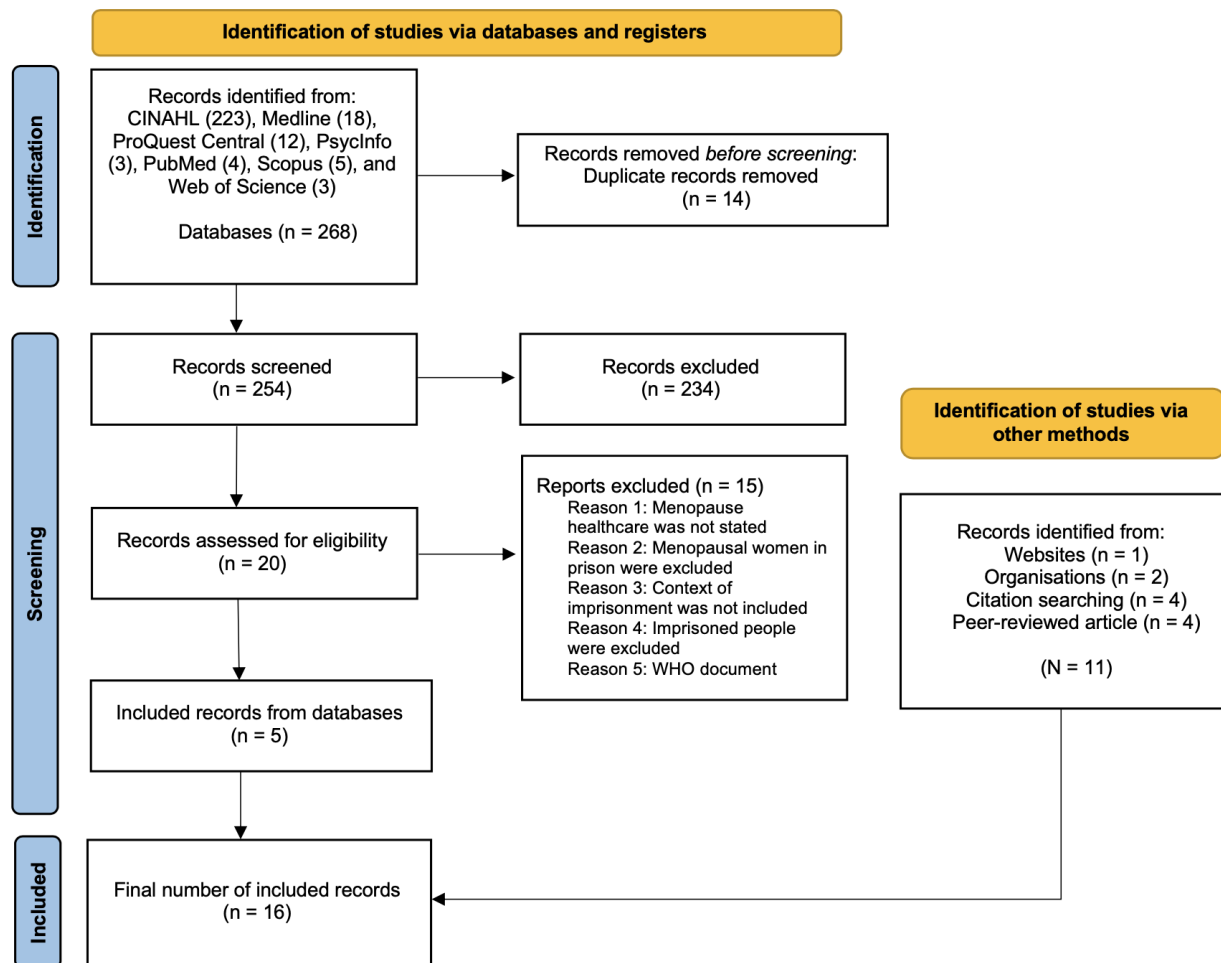 Identification of studies via databases and registers
Identification
Records identified from:
CINAHL (223), Medline (18),
ProQuest Central (12), PsycInfo
(3), PubMed (4), Scopus (5), and
Web of Science (3)
Databases (n = 268)
Records removed before screening:
Duplicate records removed
(n = 14)
Screening
Records screened
(n = 254)
Records excluded
(n = 234)
Identification of studies via
other methods
Records assessed for eligibility
(n = 20)
Reports excluded (n = 15)
Reason 1: Menopause
healthcare was not stated
Reason 2: Menopausal women in
prison were excluded
Reason 3: Context of
imprisonment was not included
Reason 4: Imprisoned people
were excluded
Reason 5: WHO document
Records identified from:
Websites (n = 1)
Organisations (n = 2)
Citation searching (n = 4)
Peer-reviewed article (n = 4)
(N = 11)
Included records from databases
(n = 5)
Included
Final number of included records
(n = 16)